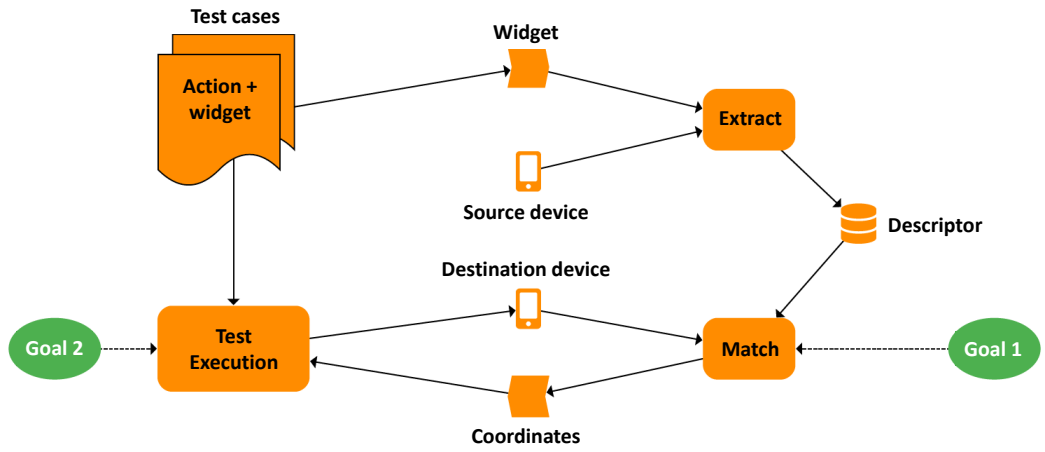 Test cases
Widget
Action +
widget
Extract
Source device
Descriptor
Destination device
Goal 2
Test
Execution
Match
Goal 1
Coordinates